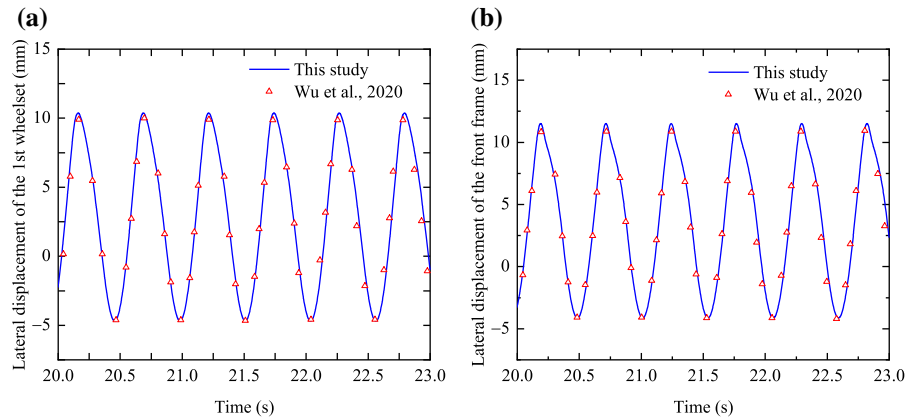 (a)
Lateral displacement of the 1st wheelset (mm)
15
10
5
0
−5
This study
Wu et al., 2020
20.0 20.5 21.0 21.5 22.0 22.5 23.0
Time (s)
(b)
Lateral displacement of the front frame (mm)
15
10
5
0
−5
This study
Wu et al., 2020
20.0 20.5 21.0 21.5 22.0 22.5 23.0
Time (s)